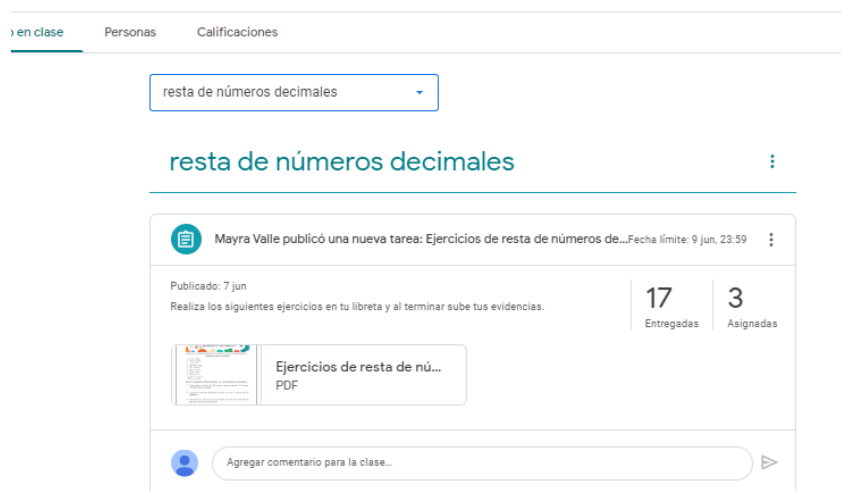 en clase Personas Calificaciones
resta de números decimales
resta de números decimales
Mayra Valle publicó una nueva tarea: Ejercicios de resta de números de...Fecha límite: 9 jun, 23:59
Publicado: 7 jun
Realiza los siguientes ejercicios en tu libreta y al terminar sube tus evidencias.
17 3
Entregadas Asignadas
Ejercicios de resta de nú...
PDF
Agregar comentario para la clase...